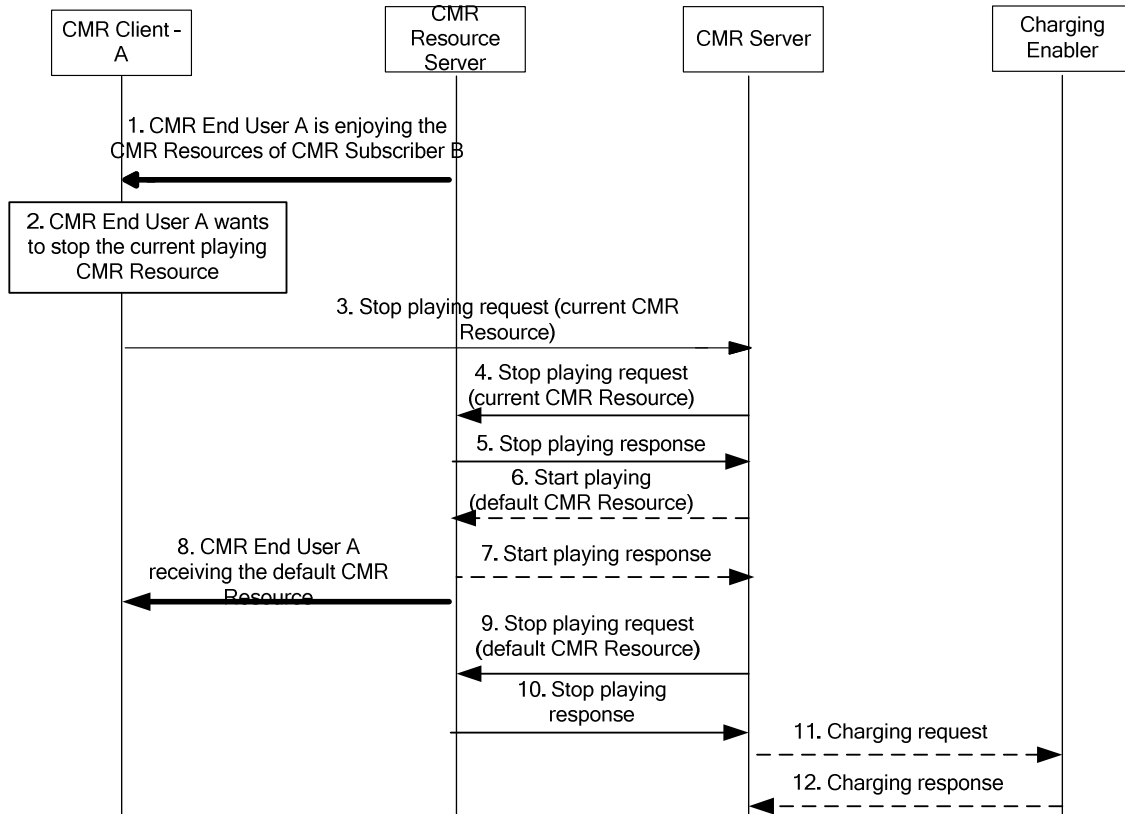 CMR Client -
A
CMR
Resource
Server
CMR Server
Charging
Enabler
1. CMR End User A is enjoying the
CMR Resources of CMR Subscriber B
2. CMR End User A wants
to stop the current playing
CMR Resource
3. Stop playing request (current CMR
Resource)
4. Stop playing request
(current CMR Resource)
5. Stop playing response
6. Start playing
(default CMR Resource)
7. Start playing response
8. CMR End User A
receiving the default CMR
Resource
9. Stop playing request
(default CMR Resource)
10. Stop playing
response
11. Charging request
12. Charging response